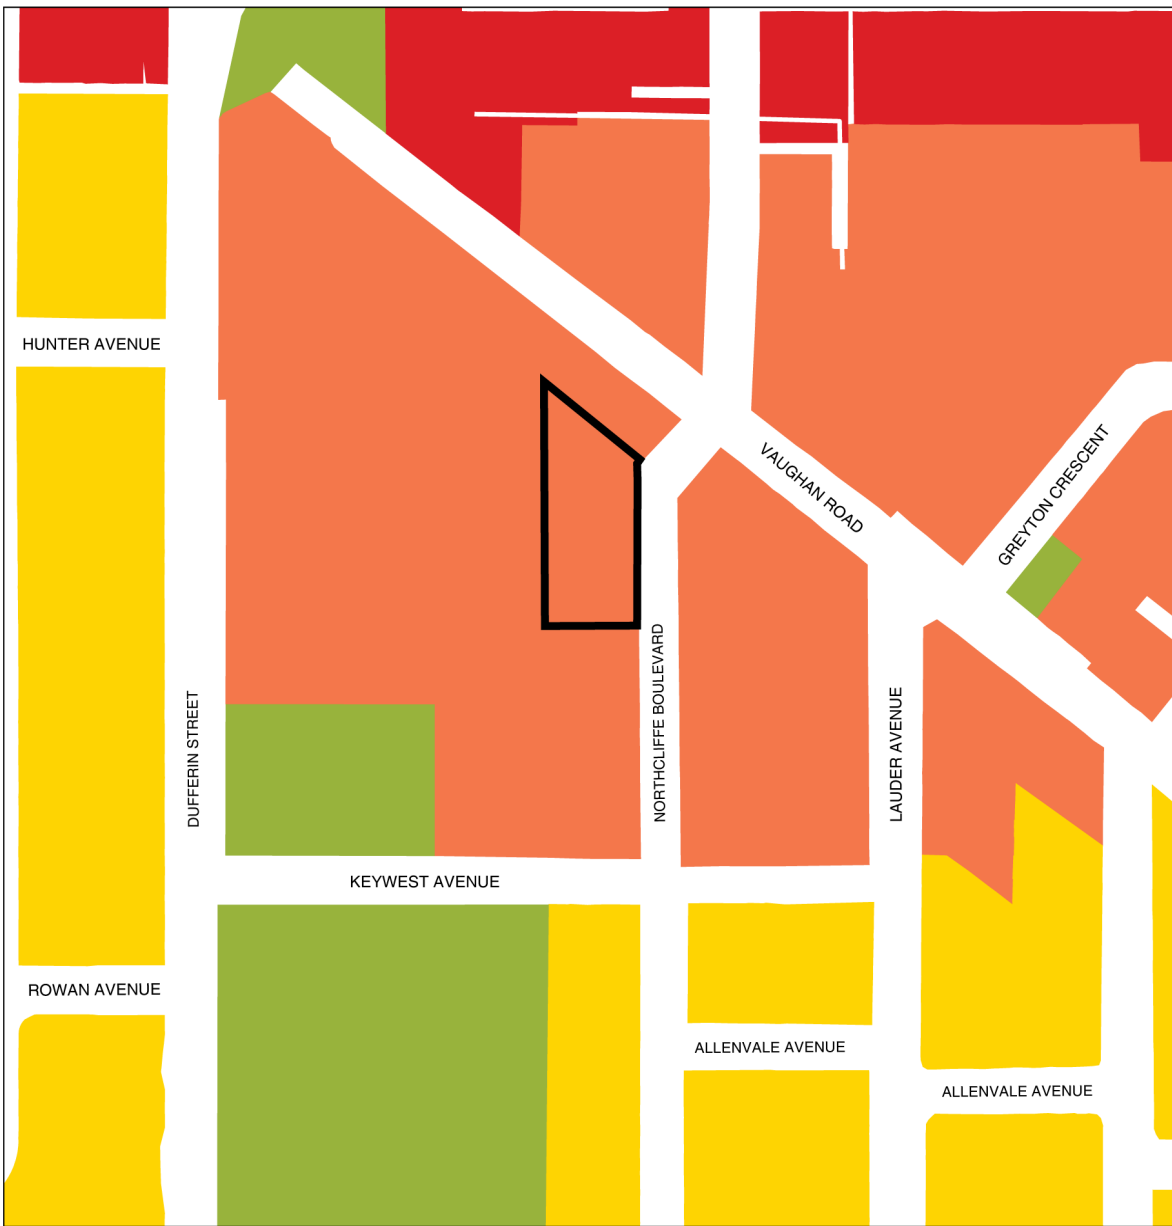 HUNTER AVENUE
VAUGHAN ROAD
GREYTON CRESCENT
DUFFERIN STREET
NORTHCLIFFE BOULEVARD
LAUDER AVENUE
KEYWEST AVENUE
ROWAN AVENUE
ALLENVALE AVENUE
ALLENVALE AVENUE